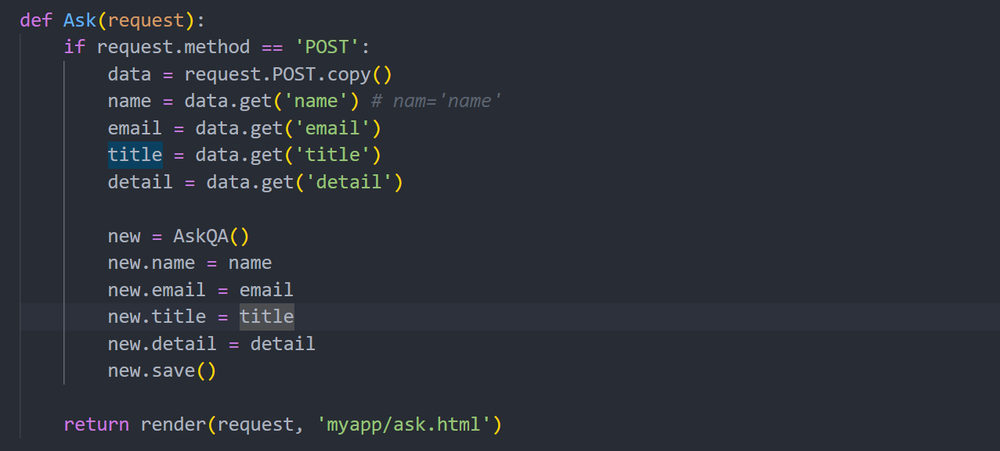 def Ask(request):
    if request.method == 'POST':
        data = request.POST.copy()
        name = data.get('name') # nam='name'
        email = data.get('email')
        title = data.get('title')
        detail = data.get('detail')

        new = AskQA()
        new.name = name
        new.email = email
        new.title = title
        new.detail = detail
        new.save()

    return render(request, 'myapp/ask.html')